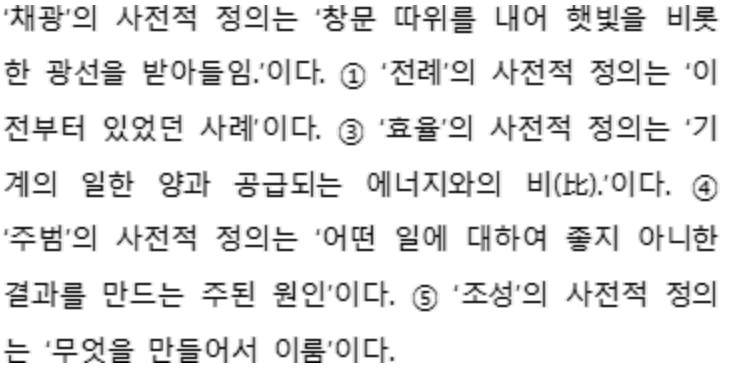 ‘채광’의 사전적 정의는 ‘창문 따위를 내어 햇빛을 비롯
한 광선을 받아들임.’이다. ① ‘전례’의 사전적 정의는 ‘이
전부터 있었던 사례’이다. ③ ‘효율’의 사전적 정의는 ‘기
계의 일한 양과 공급되는 에너지와의 비(比).’이다. ④
‘주범’의 사전적 정의는 ‘어떤 일에 대하여 좋지 아니한
결과를 만드는 주된 원인’이다. ⑤ ‘조성’의 사전적 정의
는 ‘무엇을 만들어서 이룸’이다.